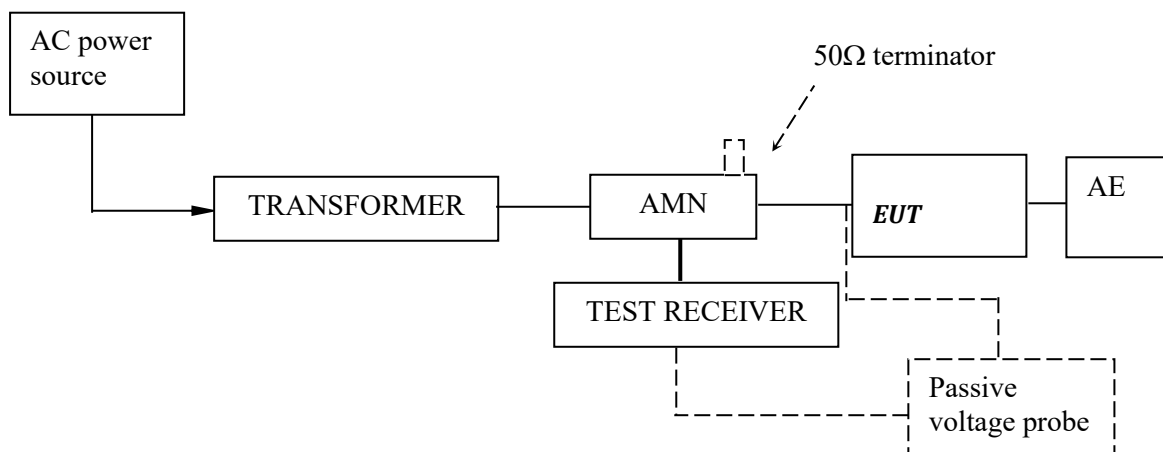 AC power
source
50Ω terminator
TRANSFORMER
AMN
EUT
AE
TEST RECEIVER
Passive
voltage probe